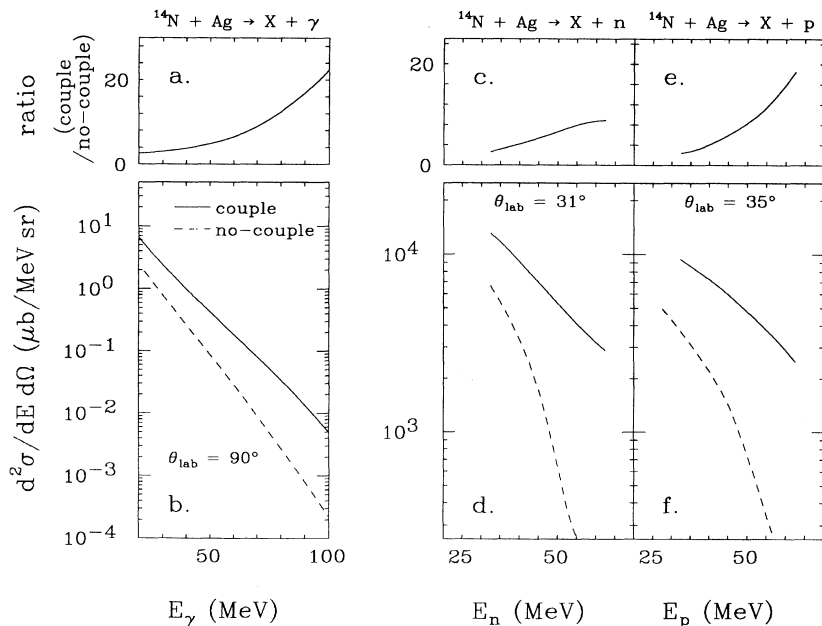 ¹⁴N + Ag → X + γ
¹⁴N + Ag → X + n
¹⁴N + Ag → X + p
ratio
(couple
/no-couple)
20
0
a.
20
0
c.
e.
couple
no-couple
10¹
10⁰
10⁻¹
10⁻²
10⁻³
10⁻⁴
d²σ/dE dΩ (μb/MeV sr)
θlab = 90°
b.
50
100
Eγ (MeV)
θlab = 31°
10⁴
10³
d.
25
50
En (MeV)
θlab = 35°
f.
25
50
Ep (MeV)